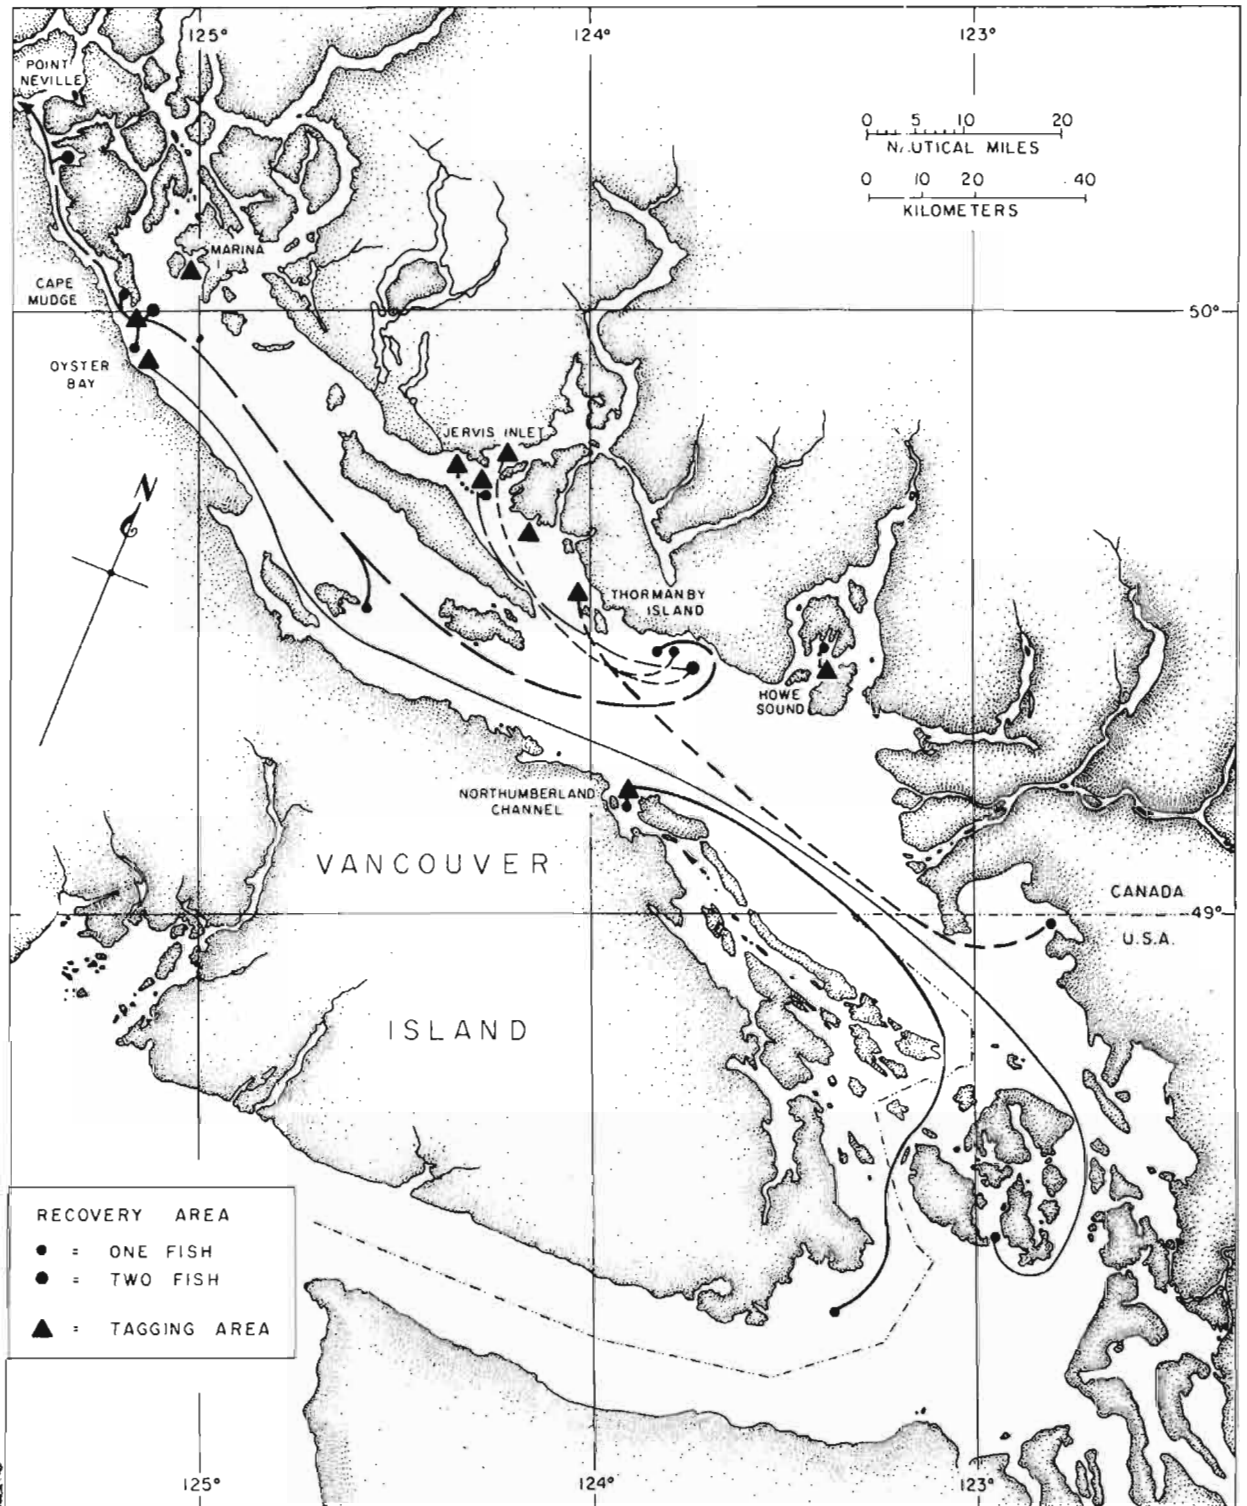 125°
124°
123°
POINT
NEVILLE
0 5 10 20
NAUTICAL MILES
0 10 20 40
KILOMETERS
MARINA
I
CAPE
MUDGE
50°
OYSTER
BAY
JERVIS INLET
N
THORMANBY
ISLAND
HOWE
SOUND
NORTHUMBERLAND
CHANNEL
VANCOUVER
CANADA
49°
U.S.A.
ISLAND
RECOVERY AREA
= ONE FISH
= TWO FISH
= TAGGING AREA
125°
124°
123°